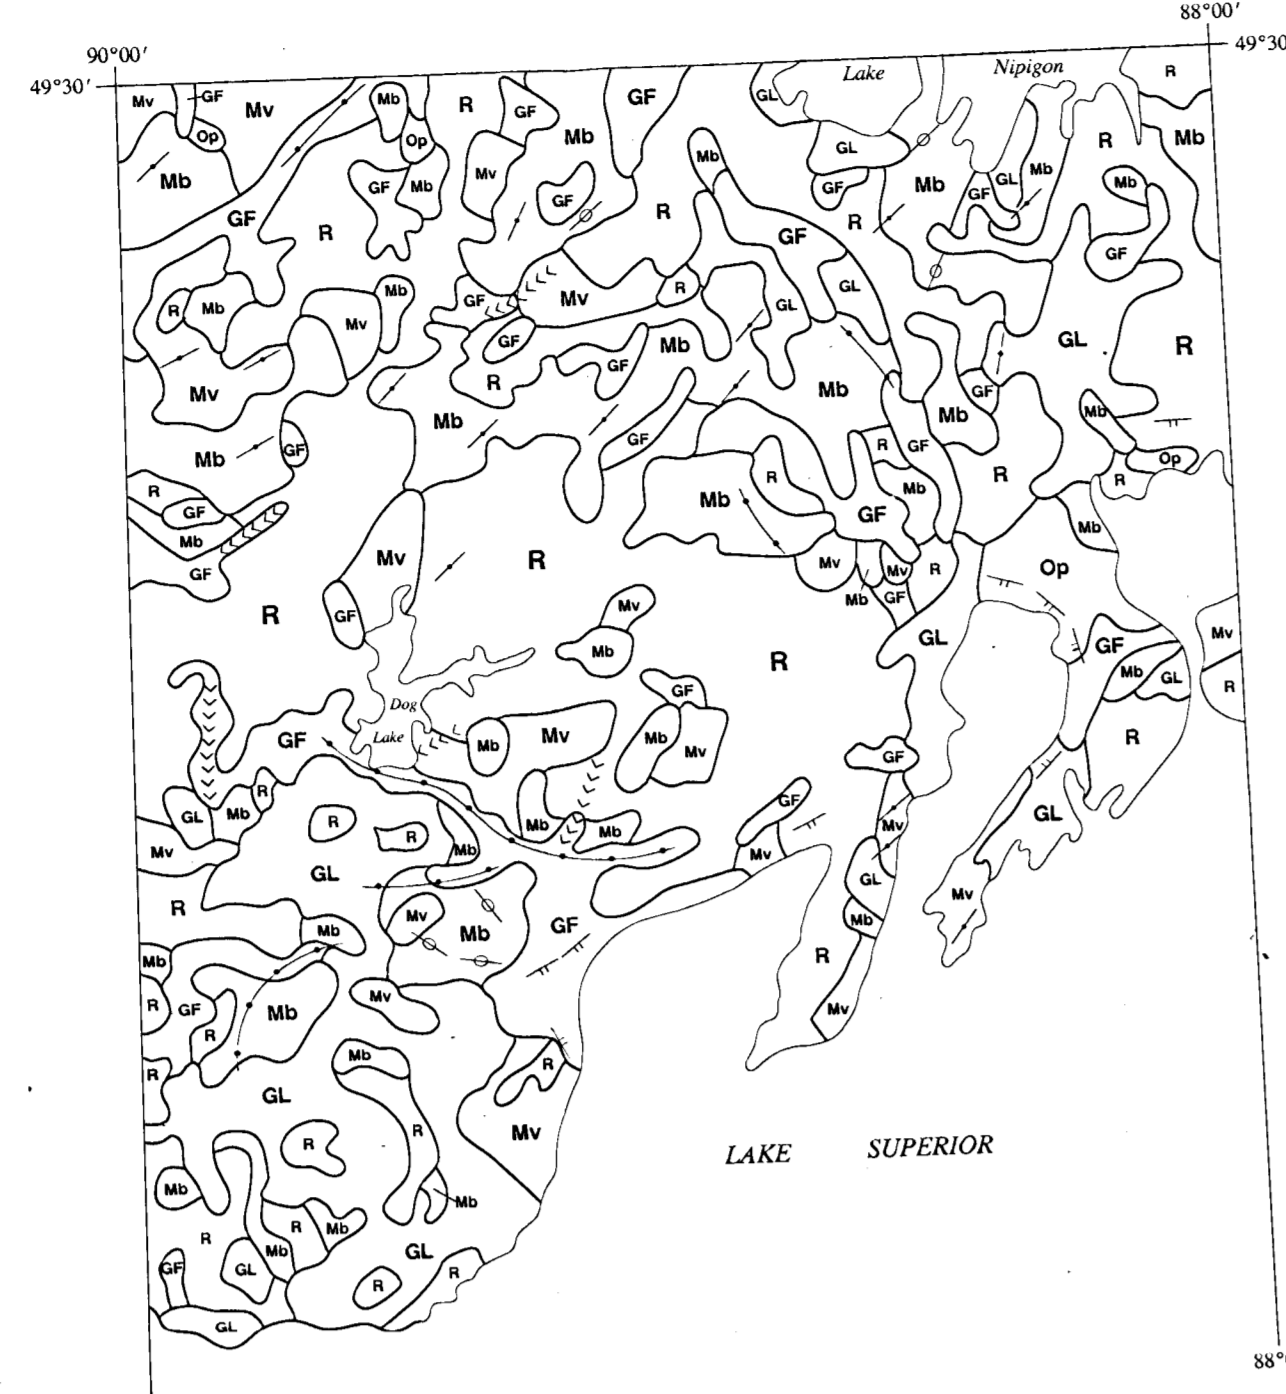 88°00′
90°00′
49°30′
49°30
Lake Nipigon
Mv GF Mv Mb R GF GF GL R
Op Op Mb GL R Mb
Mb GF Mb Mv GF Mb GF Mb GF GL Mb Mb
GF R R GF R GF
R Mb Mb Mv GF Mv R GL GL
GF GF Mb GL R
Mv R Mb GF Mb
Mb GF Mb GF R GF R Mb Op
R GF Mb R Mb GF R Mb
Mb Mv R Mv Mv R Op
GF GF Mb GF
R Mv GL GF Mv
Mb R Mb GL R
Dog GF
Lake
GF Mb Mv Mb Mv GF R
GL Mb R R R Mb Mb GF Mv GL
Mv Mb Mv
GL GL Mv
R Mv Mb GF Mb
Mb Mb R
R GF Mb Mv Mv
R
R Mb R
GL
R R Mv
LAKE SUPERIOR
Mb Mb
R R Mb
Mb GL
GF GL R R
GL
88°